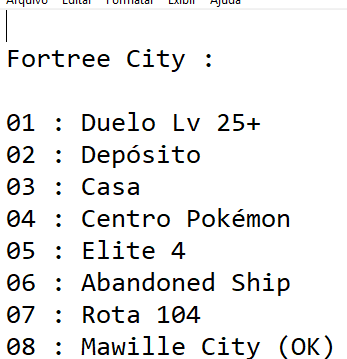 Arquivo Editar Formatar Exibir Ajuda
Fortree City :
01 : Duelo Lv 25+
02 : Depósito
03 : Casa
04 : Centro Pokémon
05 : Elite 4
06 : Abandoned Ship
07 : Rota 104
08 : Mawille City (OK)